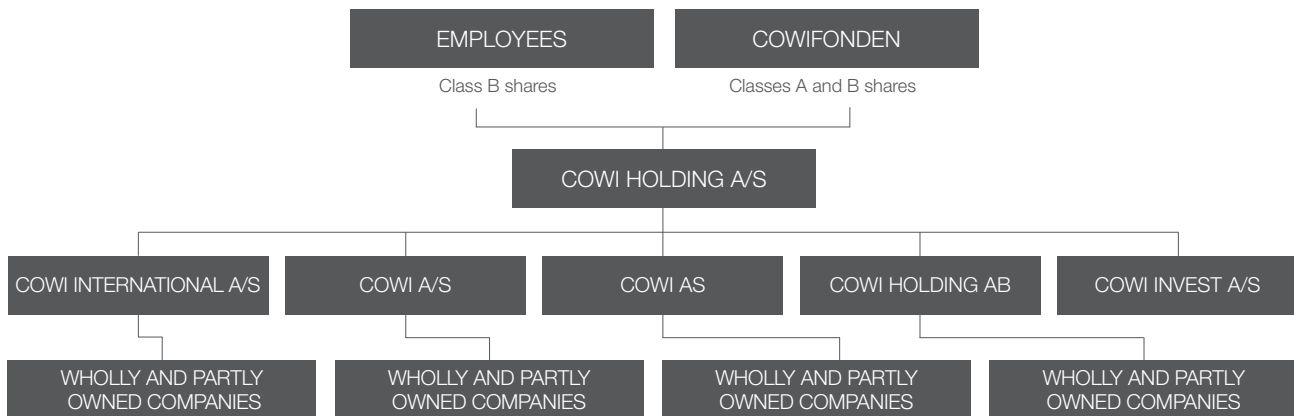 EMPLOYEES
COWIFONDEN
Class B shares
Classes A and B shares
COWI HOLDING A/S
COWI INTERNATIONAL A/S
COWI A/S
COWI AS
COWI HOLDING AB
COWI INVEST A/S
WHOLLY AND PARTLY
OWNED COMPANIES
WHOLLY AND PARTLY
OWNED COMPANIES
WHOLLY AND PARTLY
OWNED COMPANIES
WHOLLY AND PARTLY
OWNED COMPANIES